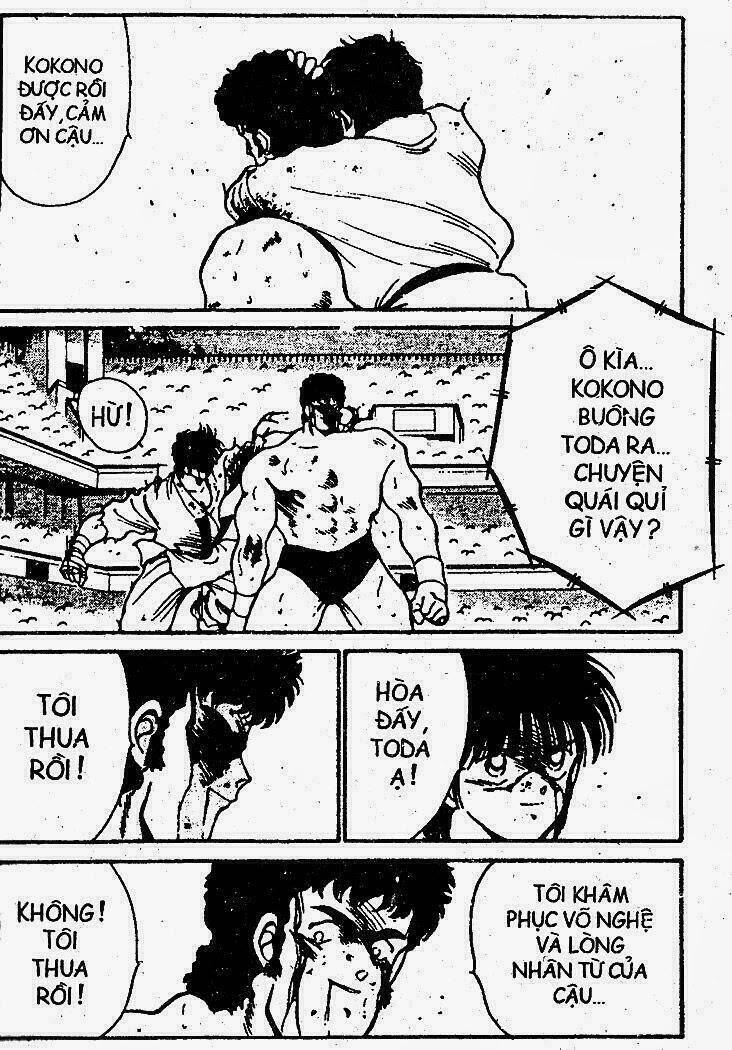 KOKONO
ĐƯỢC RỒI
ĐẤY, CẢM
ƠN CẬU...
HỪ!
Ô KÌA...
KOKONO
BUÔNG
TODA RA...
CHUYỆN
QUÁI QUỈ
GÌ VẬY?
TÔI
THUA
RỒI!
HÒA
ĐẤY,
TODA
Ạ!
KHÔNG!
TÔI
THUA
RỒI!
TÔI KHÂM
PHỤC VÕ NGHỆ
VÀ LÒNG
NHÂN TỪ CỦA
CẬU...